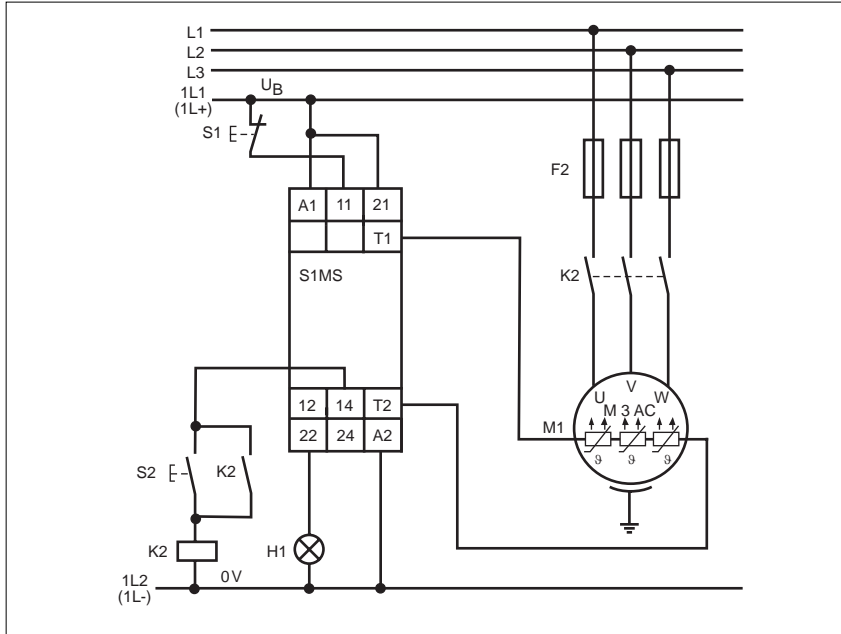 L1
L2
L3
1L1
(1L+)
UB
S1
F2
A1 11 21
T1
S1MS
K2
12 14 T2
22 24 A2
U V W
M 3 AC
M1
ϑ ϑ ϑ
S2
K2
K2
H1
1L2
(1L-)
0 V